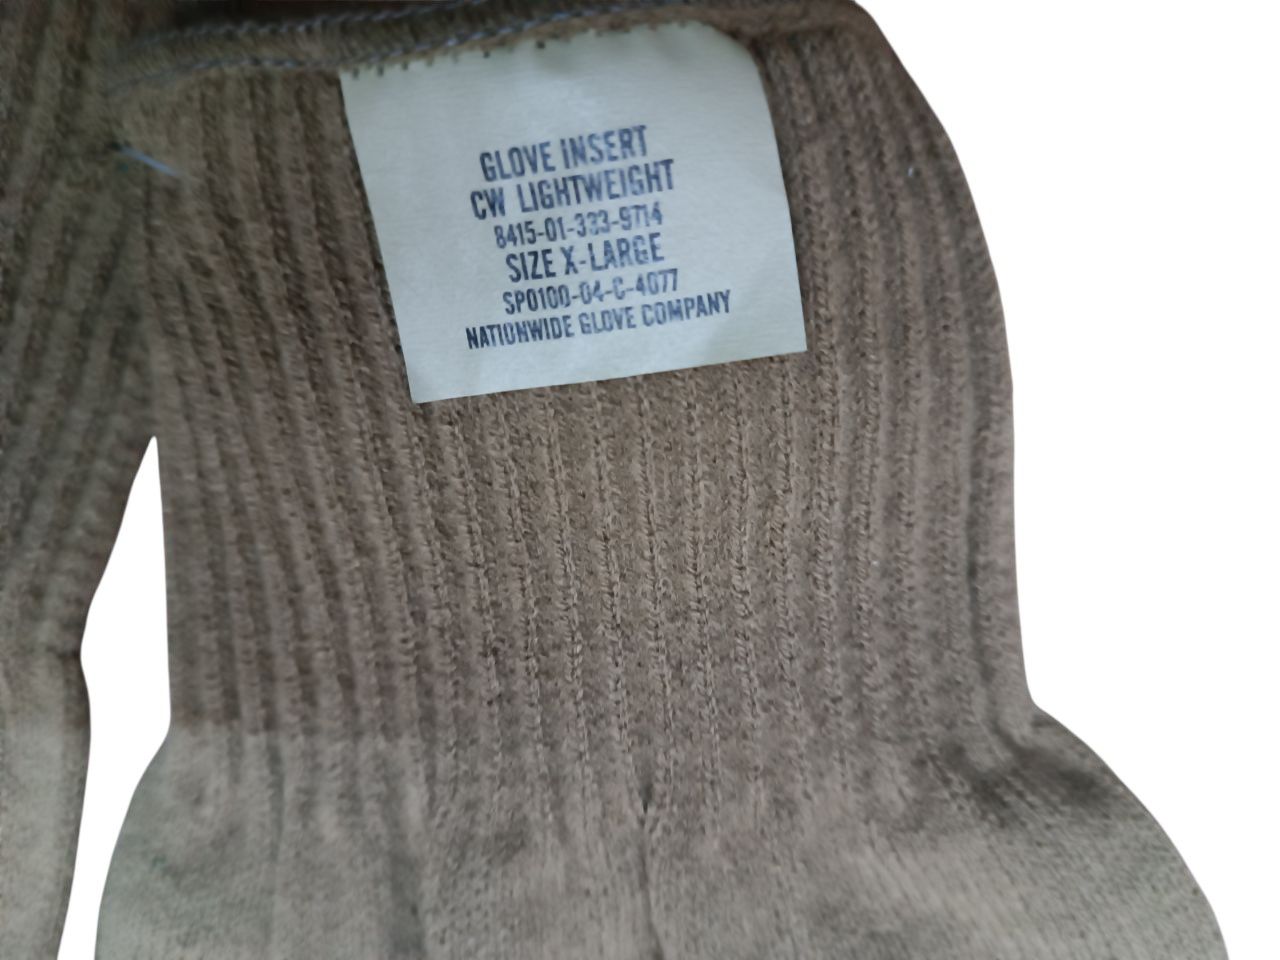 GLOVE INSERT
CW LIGHTWEIGHT
8415-01-333-9714
SIZE X-LARGE
SP0100-04-C-4077
NATIONWIDE GLOVE COMPANY